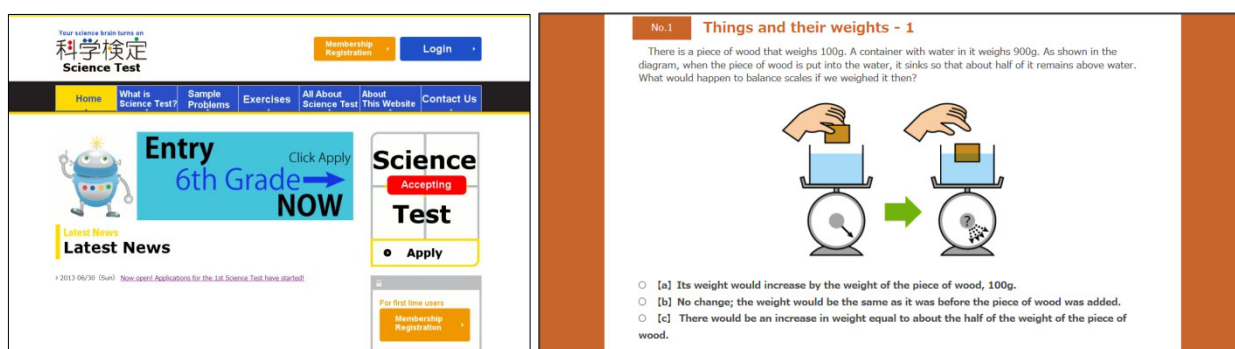 Your science brain turns on
科学検定
Science Test
Membership
Registration
Login
Home
What is
Science Test?
Sample
Problems
Exercises
All About
Science Test
About
This Website
Contact Us
Entry
Click Apply
6th Grade
NOW
Science
Accepting
Test
Apply
Latest News
Latest News
2013 06/30 (Sun) Now open! Applications for the 1st Science Test have started!
For first time users
Membership
Registration
No.1 Things and their weights - 1
There is a piece of wood that weighs 100g. A container with water in it weighs 900g. As shown in the
diagram, when the piece of wood is put into the water, it sinks so that about half of it remains above water.
What would happen to balance scales if we weighed it then?
?
【a】Its weight would increase by the weight of the piece of wood, 100g.
【b】No change; the weight would be the same as it was before the piece of wood was added.
【c】There would be an increase in weight equal to about the half of the weight of the piece of
wood.